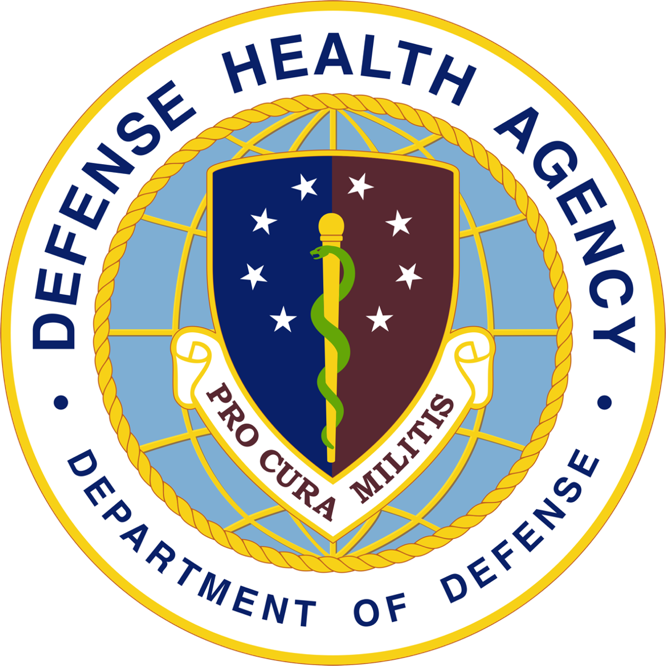 DEFENSE HEALTH AGENCY
PRO CURA MILITIS
DEPARTMENT OF DEFENSE